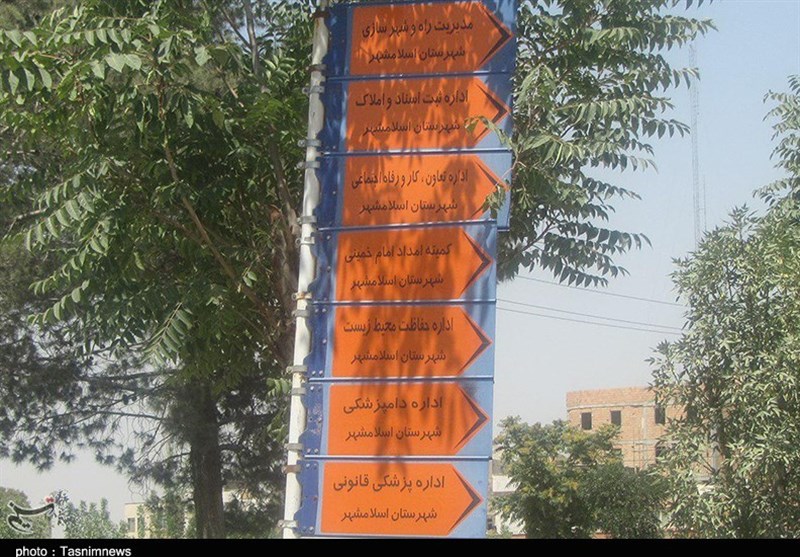 مدیریت راه و شهر سازی
شهرستان اسلامشهر
اداره ثبت اسناد و املاک
شهرستان اسلامشهر
اداره تعاون ، کار و رفاه اجتماعی
شهرستان اسلامشهر
کمیته امداد امام خمینی
شهرستان اسلامشهر
اداره حفاظت محیط زیست
شهرستان اسلامشهر
اداره دامپزشکی
شهرستان اسلامشهر
اداره پزشکی قانونی
شهرستان اسلامشهر
photo : Tasnimnews